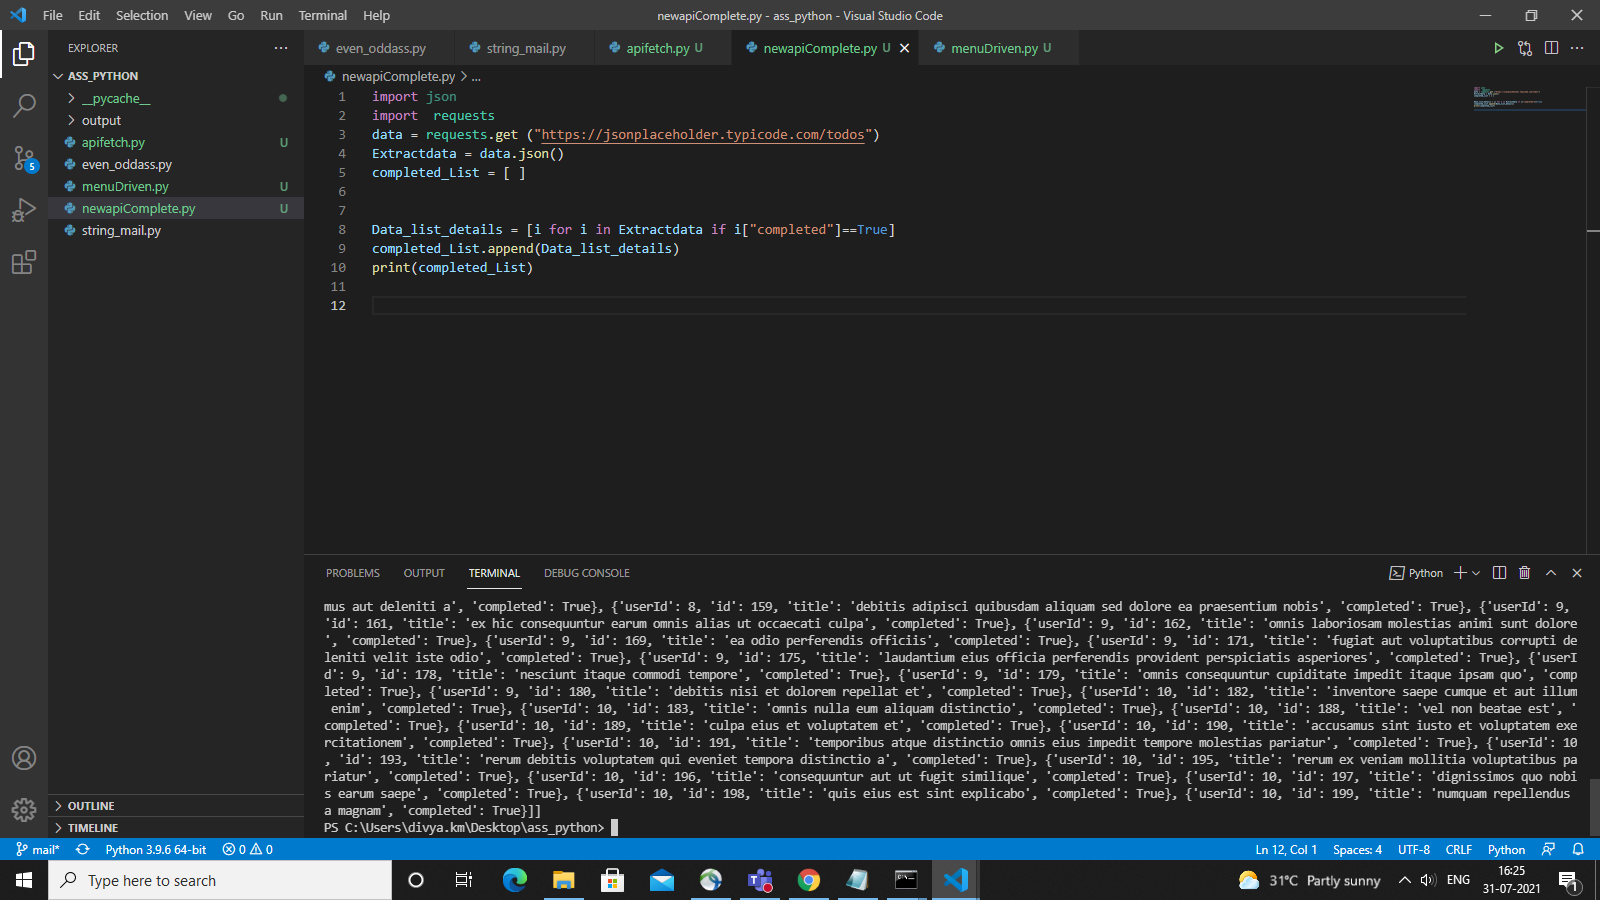 File Edit Selection View Go Run Terminal Help newapiComplete.py - ass_python - Visual Studio Code
EXPLORER
ASS_PYTHON
__pycache__
output
apifetch.py U
even_oddass.py
menuDriven.py U
newapiComplete.py U
string_mail.py
OUTLINE
TIMELINE
even_oddass.py string_mail.py apifetch.py U newapiComplete.py U menuDriven.py U
newapiComplete.py > ...
1 import json
2 import  requests
3 data = requests.get ("https://jsonplaceholder.typicode.com/todos")
4 Extractdata = data.json()
5 completed_List = [ ]
6
7
8 Data_list_details = [i for i in Extractdata if i["completed"]==True]
9 completed_List.append(Data_list_details)
10 print(completed_List)
11
12
PROBLEMS OUTPUT TERMINAL DEBUG CONSOLE Python
mus aut deleniti a', 'completed': True}, {'userId': 8, 'id': 159, 'title': 'debitis adipisci quibusdam aliquam sed dolore ea praesentium nobis', 'completed': True}, {'userId': 9,
'id': 161, 'title': 'ex hic consequuntur earum omnis alias ut occaecati culpa', 'completed': True}, {'userId': 9, 'id': 162, 'title': 'omnis laboriosam molestias animi sunt dolore
', 'completed': True}, {'userId': 9, 'id': 169, 'title': 'ea odio perferendis officiis', 'completed': True}, {'userId': 9, 'id': 171, 'title': 'fugiat aut voluptatibus corrupti de
leniti velit iste odio', 'completed': True}, {'userId': 9, 'id': 175, 'title': 'laudantium eius officia perferendis provident perspiciatis asperiores', 'completed': True}, {'userI
d': 9, 'id': 178, 'title': 'nesciunt itaque commodi tempore', 'completed': True}, {'userId': 9, 'id': 179, 'title': 'omnis consequuntur cupiditate impedit itaque ipsam quo', 'comp
leted': True}, {'userId': 9, 'id': 180, 'title': 'debitis nisi et dolorem repellat et', 'completed': True}, {'userId': 10, 'id': 182, 'title': 'inventore saepe cumque et aut illum
 enim', 'completed': True}, {'userId': 10, 'id': 183, 'title': 'omnis nulla eum aliquam distinctio', 'completed': True}, {'userId': 10, 'id': 188, 'title': 'vel non beatae est', '
completed': True}, {'userId': 10, 'id': 189, 'title': 'culpa eius et voluptatem et', 'completed': True}, {'userId': 10, 'id': 190, 'title': 'accusamus sint iusto et voluptatem exe
rcitationem', 'completed': True}, {'userId': 10, 'id': 191, 'title': 'temporibus atque distinctio omnis eius impedit tempore molestias pariatur', 'completed': True}, {'userId': 10
, 'id': 193, 'title': 'rerum debitis voluptatem qui eveniet tempora distinctio a', 'completed': True}, {'userId': 10, 'id': 195, 'title': 'rerum ex veniam mollitia voluptatibus pa
riatur', 'completed': True}, {'userId': 10, 'id': 196, 'title': 'consequuntur aut ut fugit similique', 'completed': True}, {'userId': 10, 'id': 197, 'title': 'dignissimos quo nobi
s earum saepe', 'completed': True}, {'userId': 10, 'id': 198, 'title': 'quis eius est sint explicabo', 'completed': True}, {'userId': 10, 'id': 199, 'title': 'numquam repellendus
a magnam', 'completed': True}]]
PS C:\Users\divya.km\Desktop\ass_python>
mail* Python 3.9.6 64-bit 0 0 Ln 12, Col 1 Spaces: 4 UTF-8 CRLF Python
Type here to search 31°C Partly sunny ENG 16:25
31-07-2021
5
1